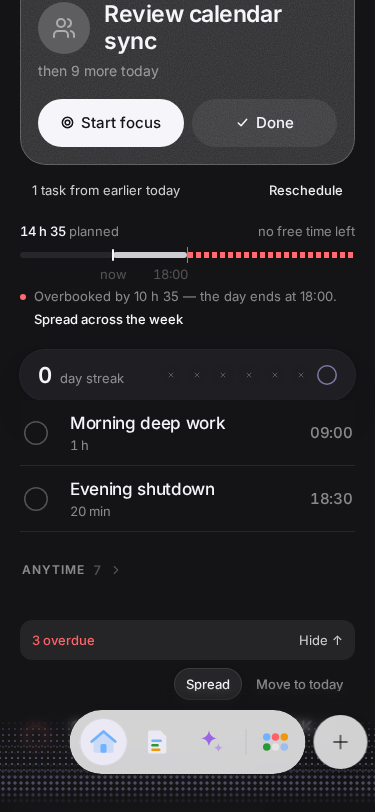 Review calendar
sync
then 9 more today
Start focus
Done
1 task from earlier today
Reschedule
14 h 35 planned
no free time left
now
18:00
Overbooked by 10 h 35 — the day ends at 18:00.
Spread across the week
0 day streak
Morning deep work
1 h
09:00
Evening shutdown
20 min
18:30
ANYTIME 7
3 overdue
Hide ↑
Spread
Move to today